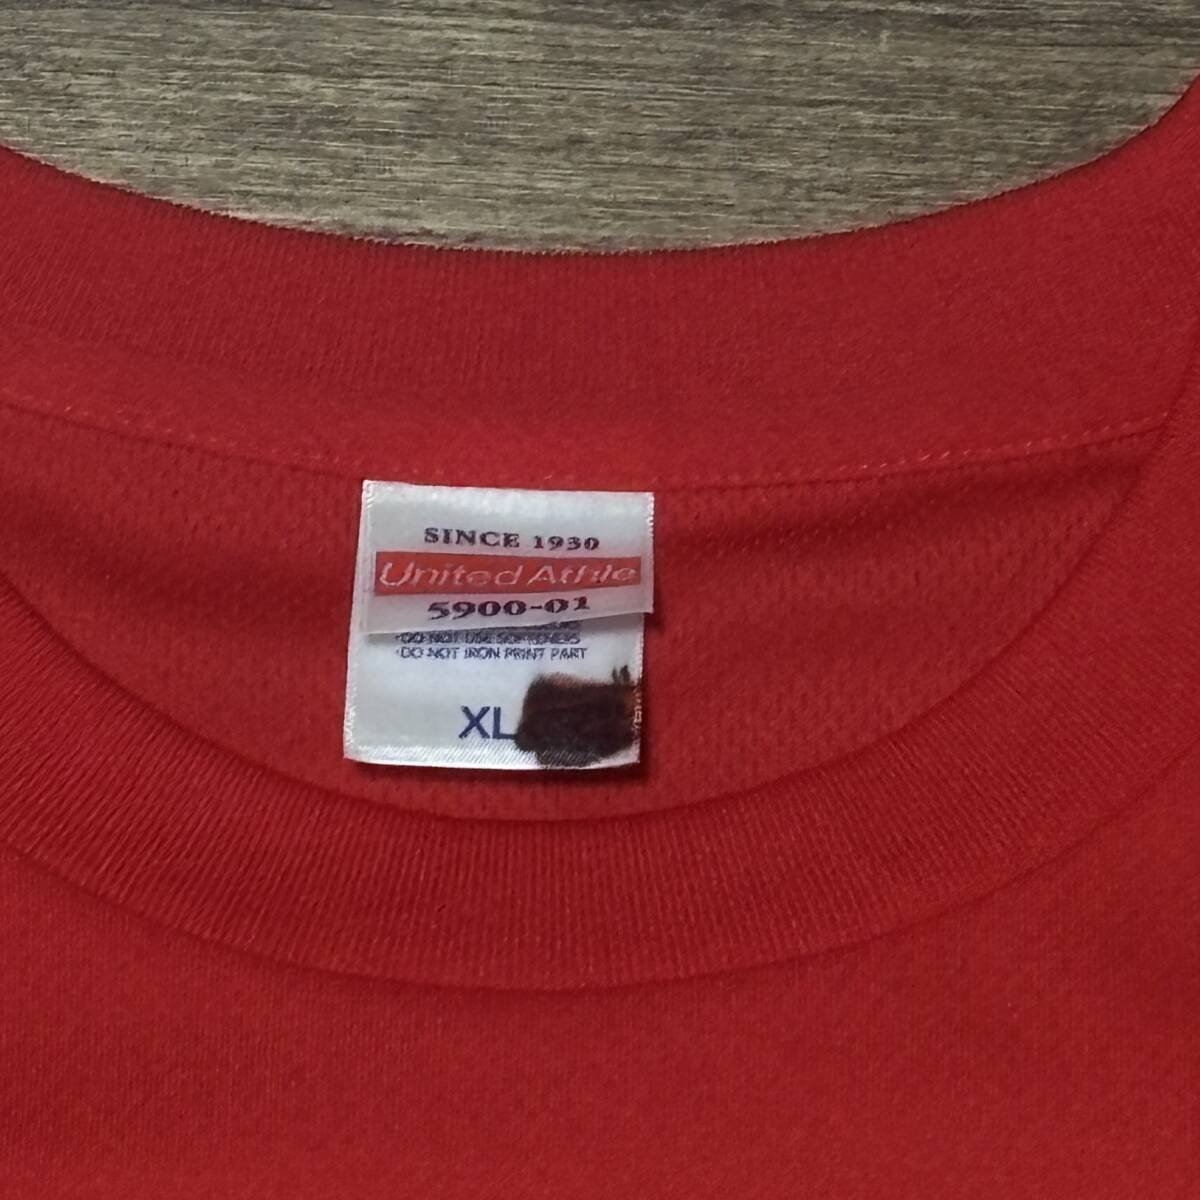 SINCE 1930
United Athle
5900-01
·DO NOT USE SOFTENERS
·DO NOT IRON PRINT PART
XL